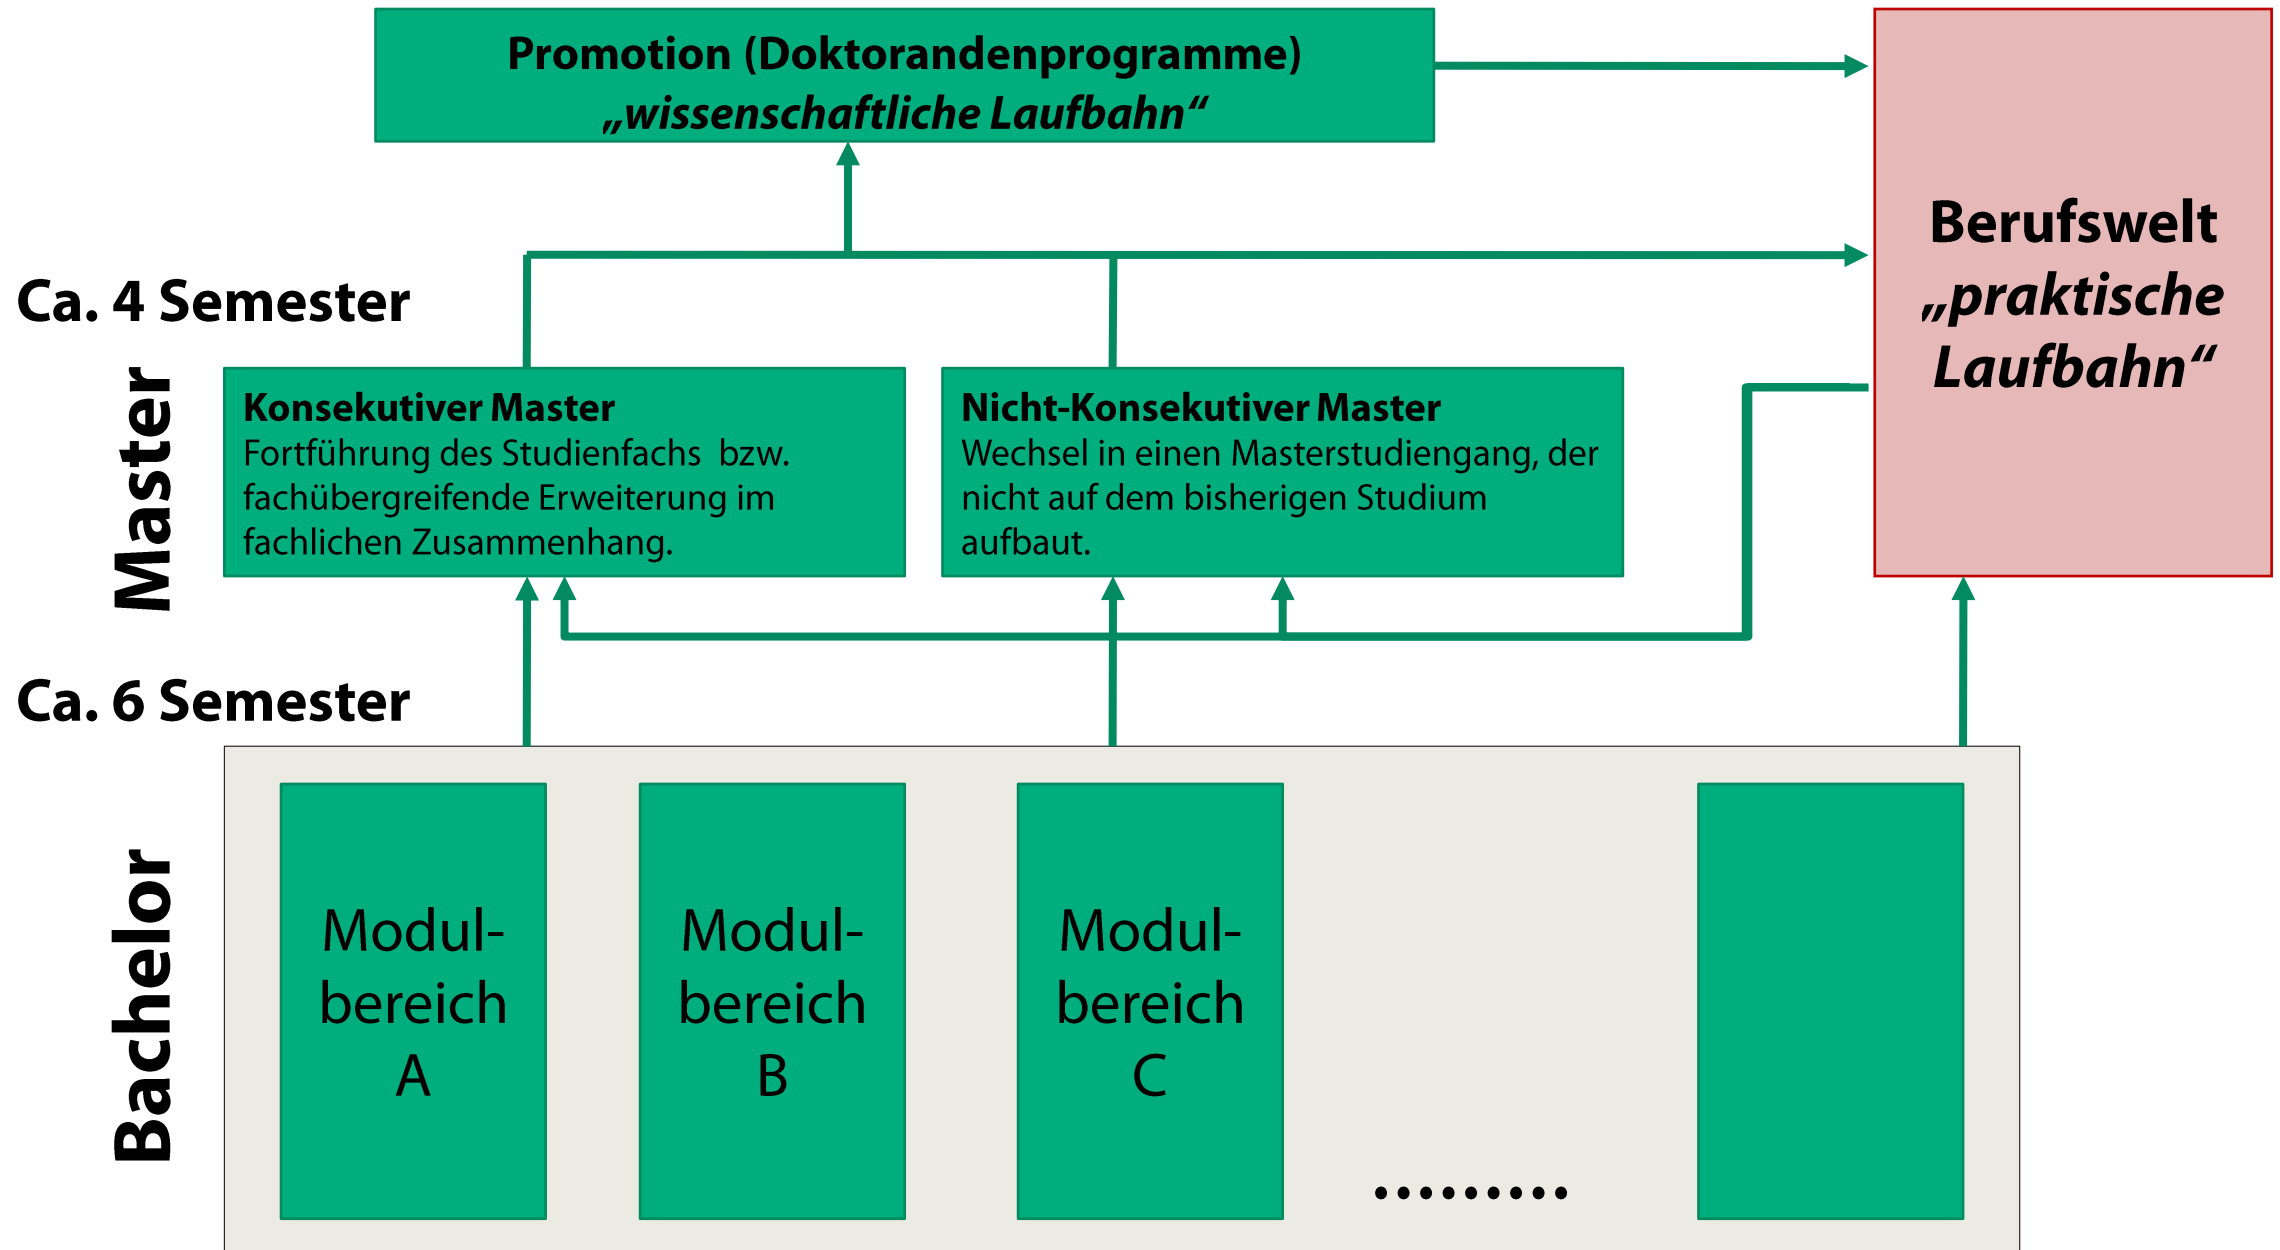 Promotion (Doktorandenprogramme)
„wissenschaftliche Laufbahn“
Berufswelt
„praktische
Laufbahn“
Ca. 4 Semester
Master
Konsekutiver Master
Fortführung des Studienfachs bzw.
fachübergreifende Erweiterung im
fachlichen Zusammenhang.
Nicht-Konsekutiver Master
Wechsel in einen Masterstudiengang, der
nicht auf dem bisherigen Studium
aufbaut.
Ca. 6 Semester
Bachelor
Modul-
bereich
A
Modul-
bereich
B
Modul-
bereich
C
.........